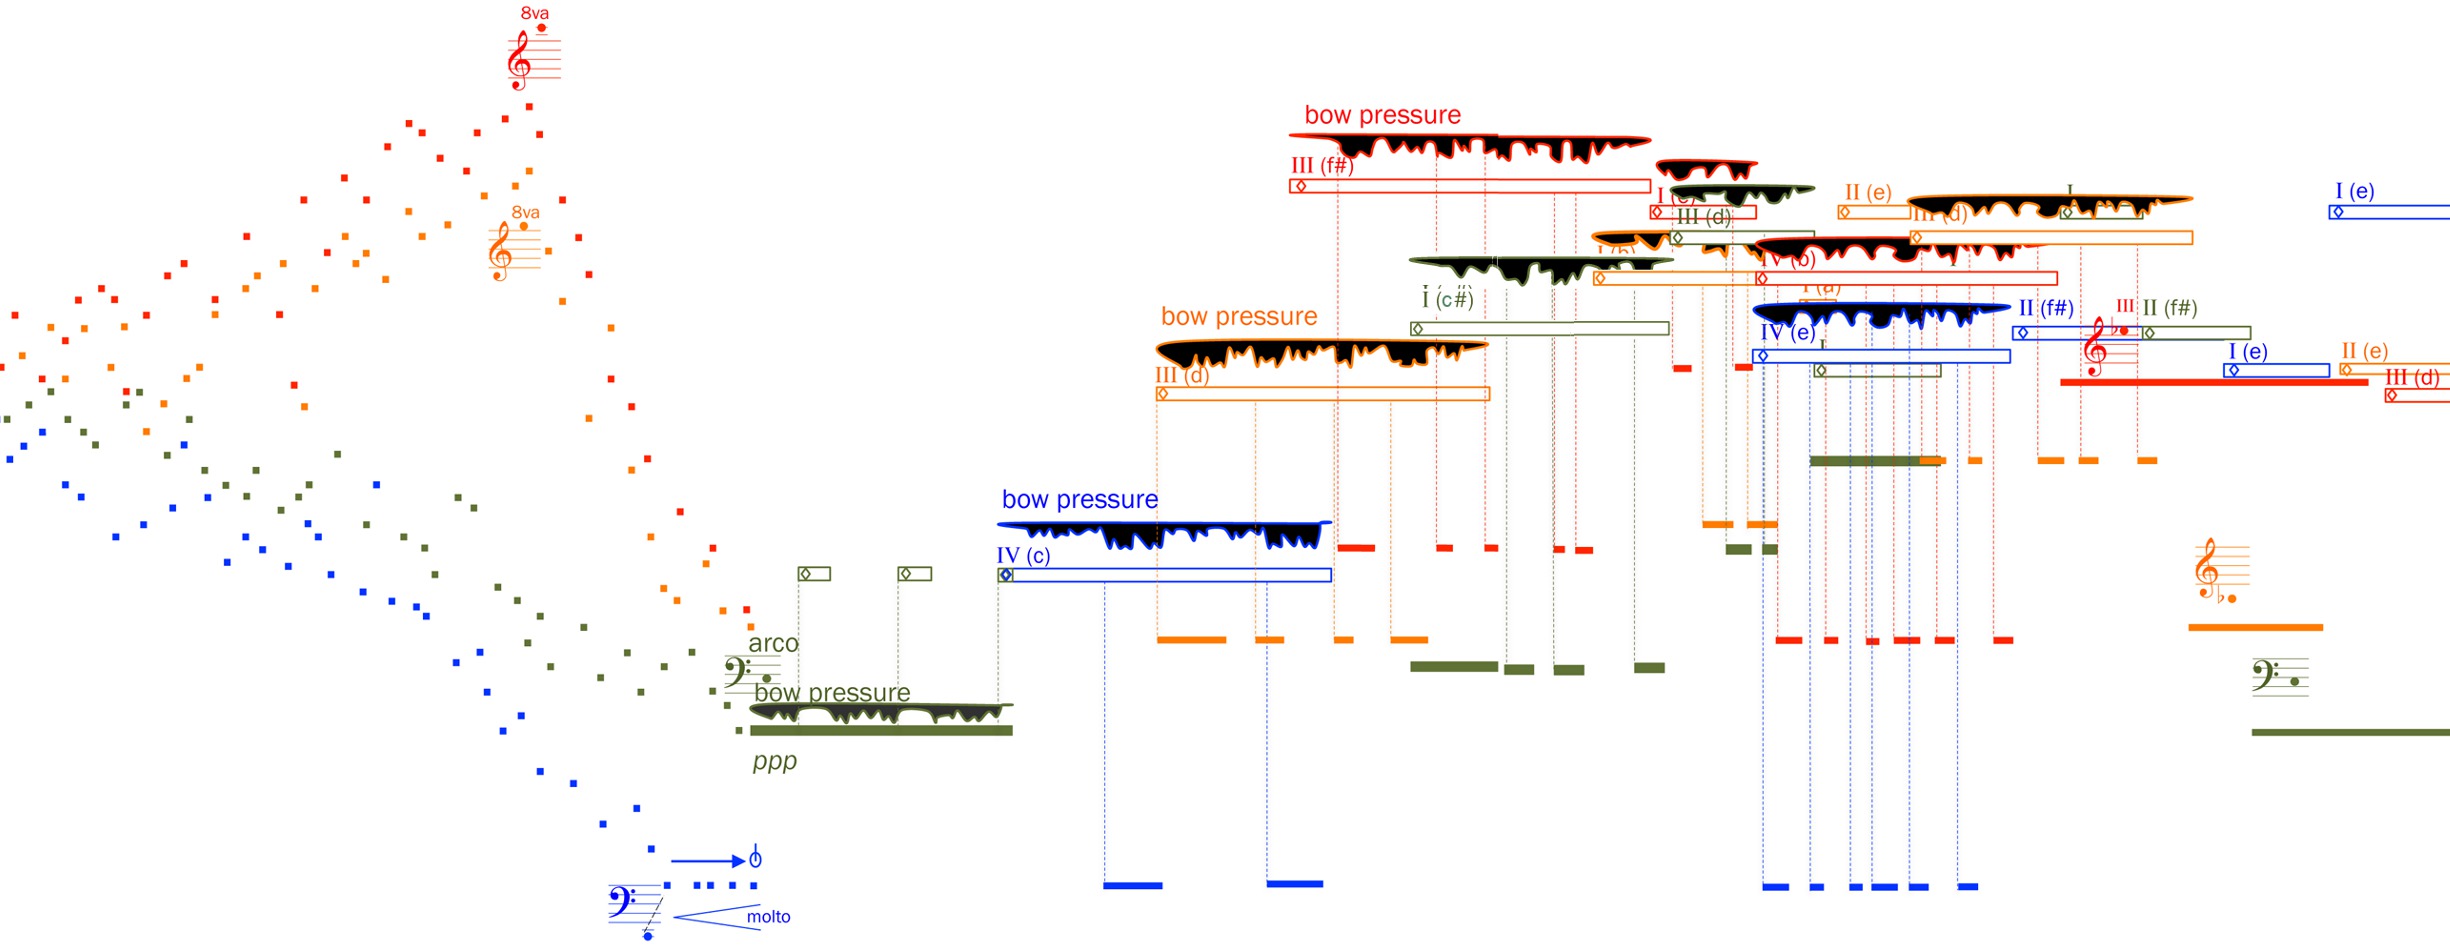 8va
8va
bow pressure
III (f#)
I (e)
III (d)
II (e)
III (d)
I
I (e)
I (b)
IV (b)
I
I (c#)
I (a)
bow pressure
III (d)
IV (e)
I
II (f#)
III
II (f#)
I (e)
II (e)
III (d)
bow pressure
IV (c)
arco
bow pressure
ppp
molto